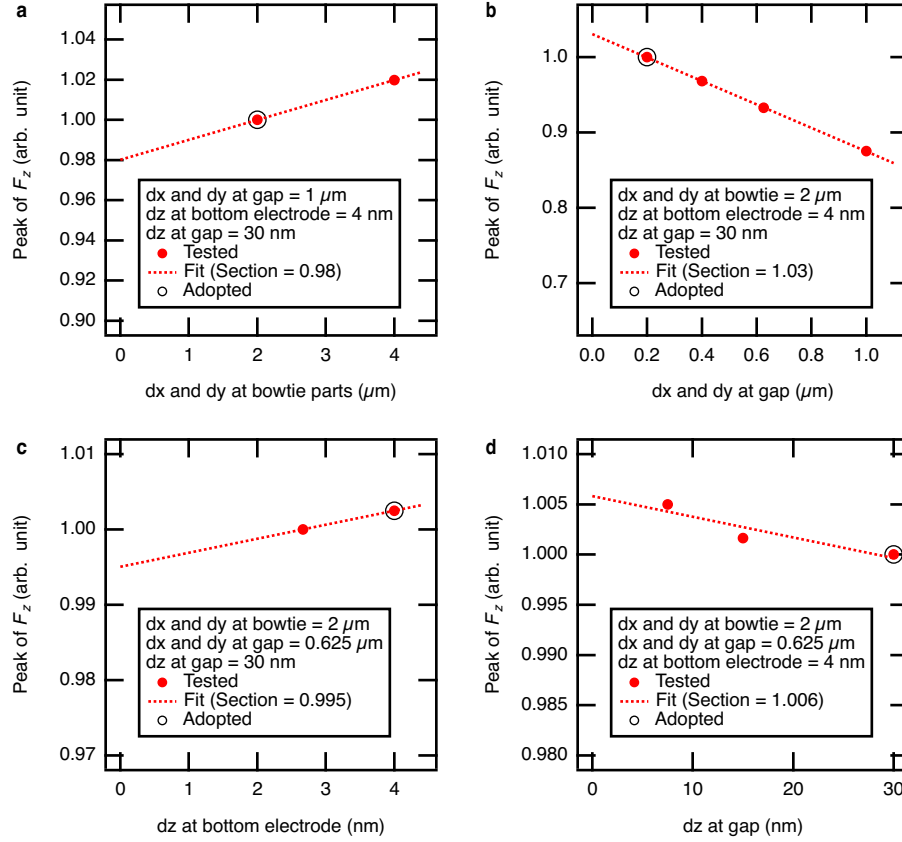 a
1.04
1.02
1.00
0.98
0.96
0.94
0.92
0.90
Peak of F_z (arb. unit)
dx and dy at gap = 1 µm
dz at bottom electrode = 4 nm
dz at gap = 30 nm
Tested
Fit (Section = 0.98)
Adopted
0 1 2 3 4
dx and dy at bowtie parts (µm)
b
1.0
0.9
0.8
0.7
Peak of F_z (arb. unit)
dx and dy at bowtie = 2 µm
dz at bottom electrode = 4 nm
dz at gap = 30 nm
Tested
Fit (Section = 1.03)
Adopted
0.0 0.2 0.4 0.6 0.8 1.0
dx and dy at gap (µm)
c
1.01
1.00
0.99
0.98
0.97
Peak of F_z (arb. unit)
dx and dy at bowtie = 2 µm
dx and dy at gap = 0.625 µm
dz at gap = 30 nm
Tested
Fit (Section = 0.995)
Adopted
0 1 2 3 4
dz at bottom electrode (nm)
d
1.010
1.005
1.000
0.995
0.990
0.985
0.980
Peak of F_z (arb. unit)
dx and dy at bowtie = 2 µm
dx and dy at gap = 0.625 µm
dz at bottom electrode = 4 nm
Tested
Fit (Section = 1.006)
Adopted
0 10 20 30
dz at gap (nm)